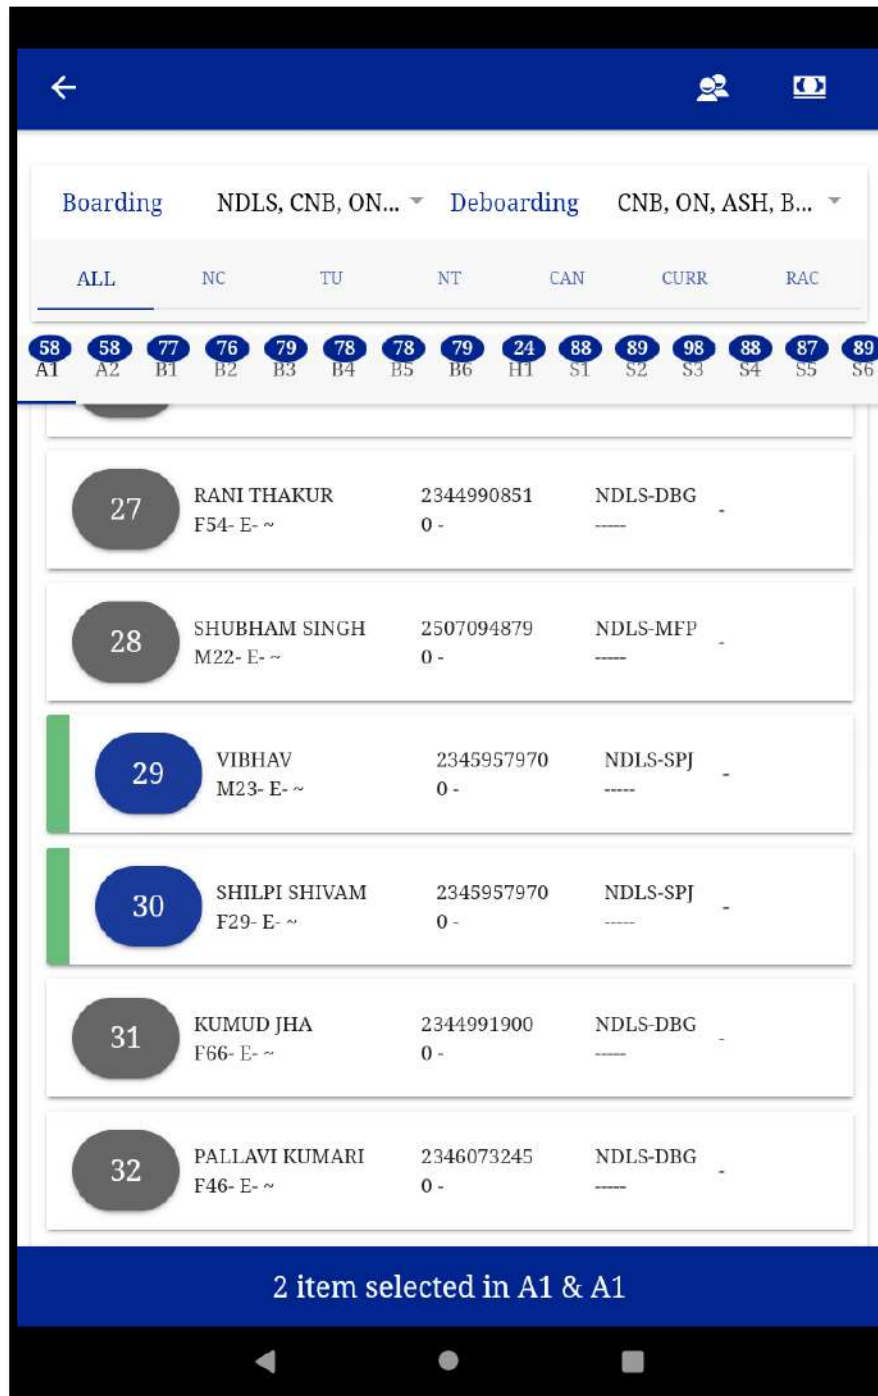 Boarding NDLS, CNB, ON... Deboarding CNB, ON, ASH, B...
ALL NC TU NT CAN CURR RAC
58 58 77 76 79 78 78 79 24 88 89 98 88 87 89
A1 A2 B1 B2 B3 B4 B5 B6 H1 S1 S2 S3 S4 S5 S6
27 RANI THAKUR 2344990851 NDLS-DBG -
F54- E- ~ 0 - -----
28 SHUBHAM SINGH 2507094879 NDLS-MFP -
M22- E- ~ 0 - -----
29 VIBHAV 2345957970 NDLS-SPJ -
M23- E- ~ 0 - -----
30 SHILPI SHIVAM 2345957970 NDLS-SPJ -
F29- E- ~ 0 - -----
31 KUMUD JHA 2344991900 NDLS-DBG -
F66- E- ~ 0 - -----
32 PALLAVI KUMARI 2346073245 NDLS-DBG -
F46- E- ~ 0 - -----
2 item selected in A1 & A1